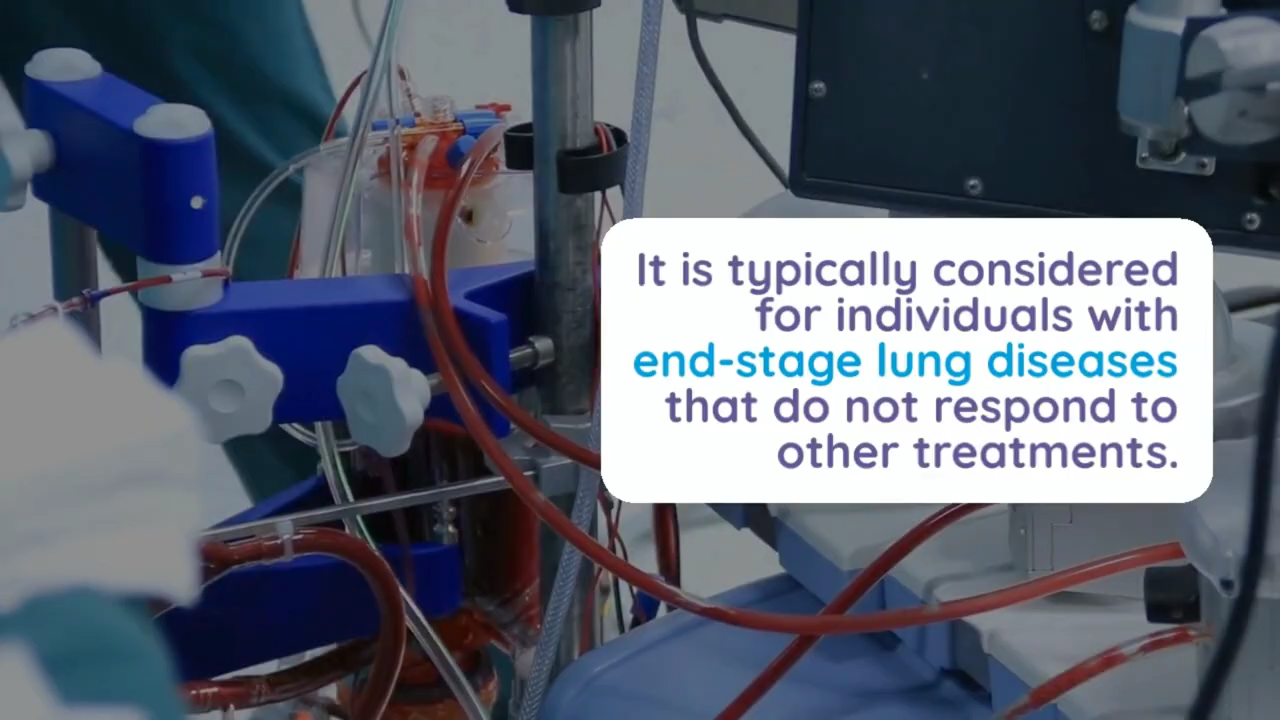 It is typically considered
for individuals with
end-stage lung diseases
that do not respond to
other treatments.